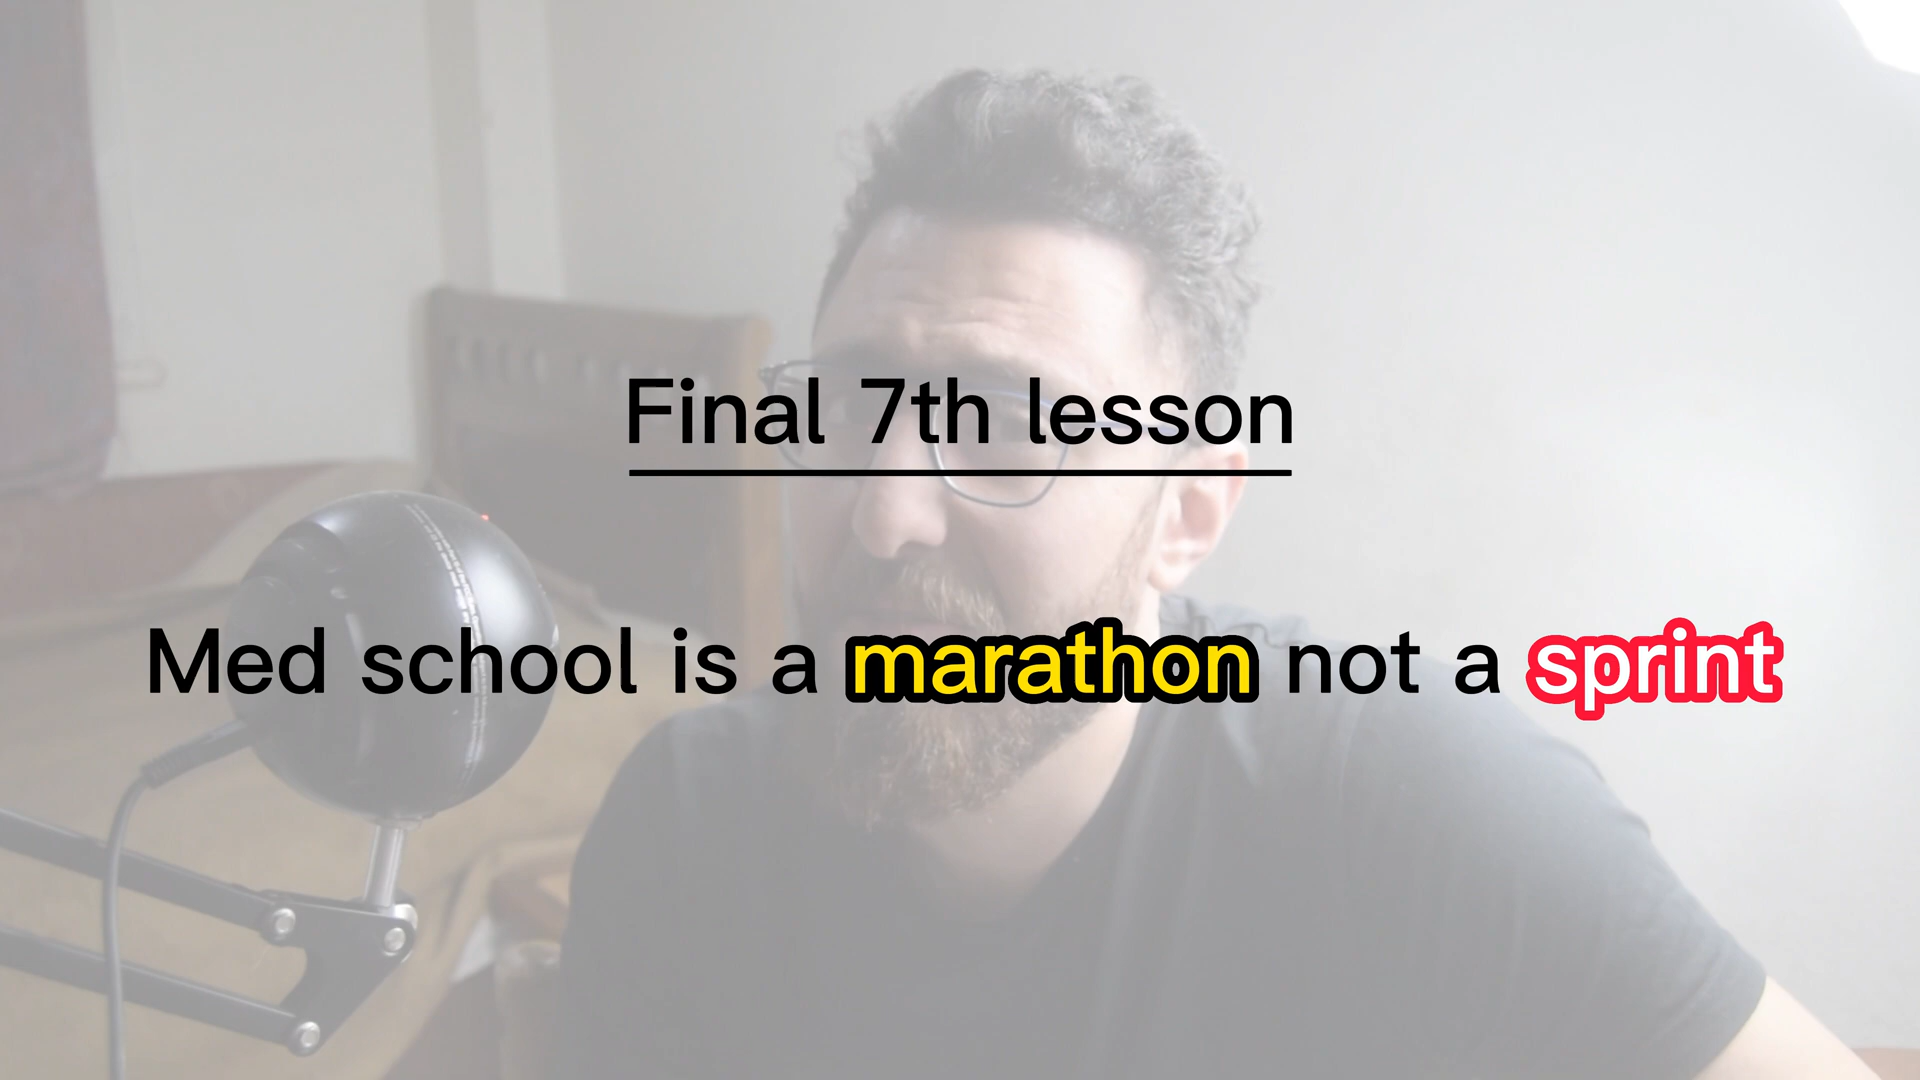 Final 7th lesson
Med school is a marathon not a sprint